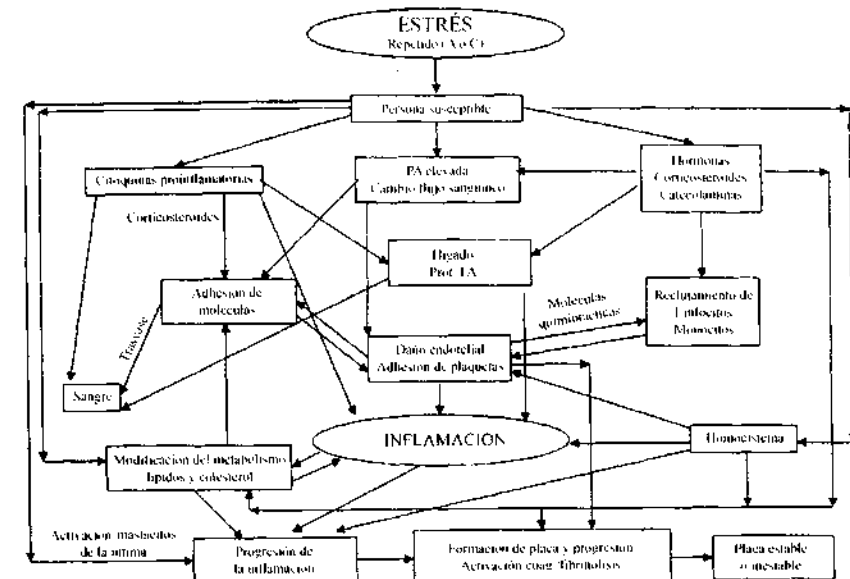 ESTRÉS
Repetido ( A o C )
Persona susceptible
Citoquinas proinflamatorias
PA elevada
Cambio flujo sanguíneo
Hormonas
Corticosteroides
Catecolaminas
Corticosteroides
Hígado
Prot. FA
Adhesión de
moléculas
Moléculas
quimiotácticas
Reclutamiento de
Linfocitos
Monocitos
Trasvase
Daño endotelial
Adhesión de plaquetas
Sangre
INFLAMACIÓN
Homocisteína
Modificación del metabolismo
lípidos y colesterol
Activación mastocitos
de la íntima
Progresión de
la inflamación
Formación de placa y progresión
Activación coag. fibrinolisis
Placa estable
o inestable